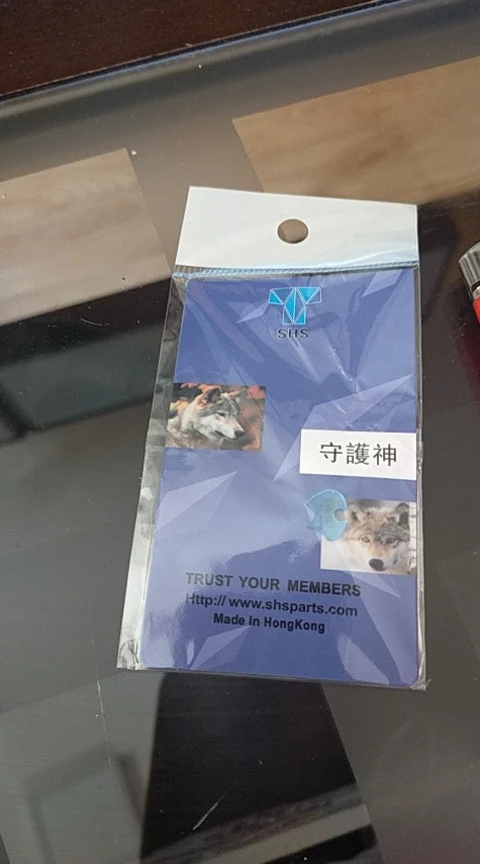 SHS
守護神
TRUST YOUR MEMBERS
Http:// www.shsparts.com
Made In HongKong